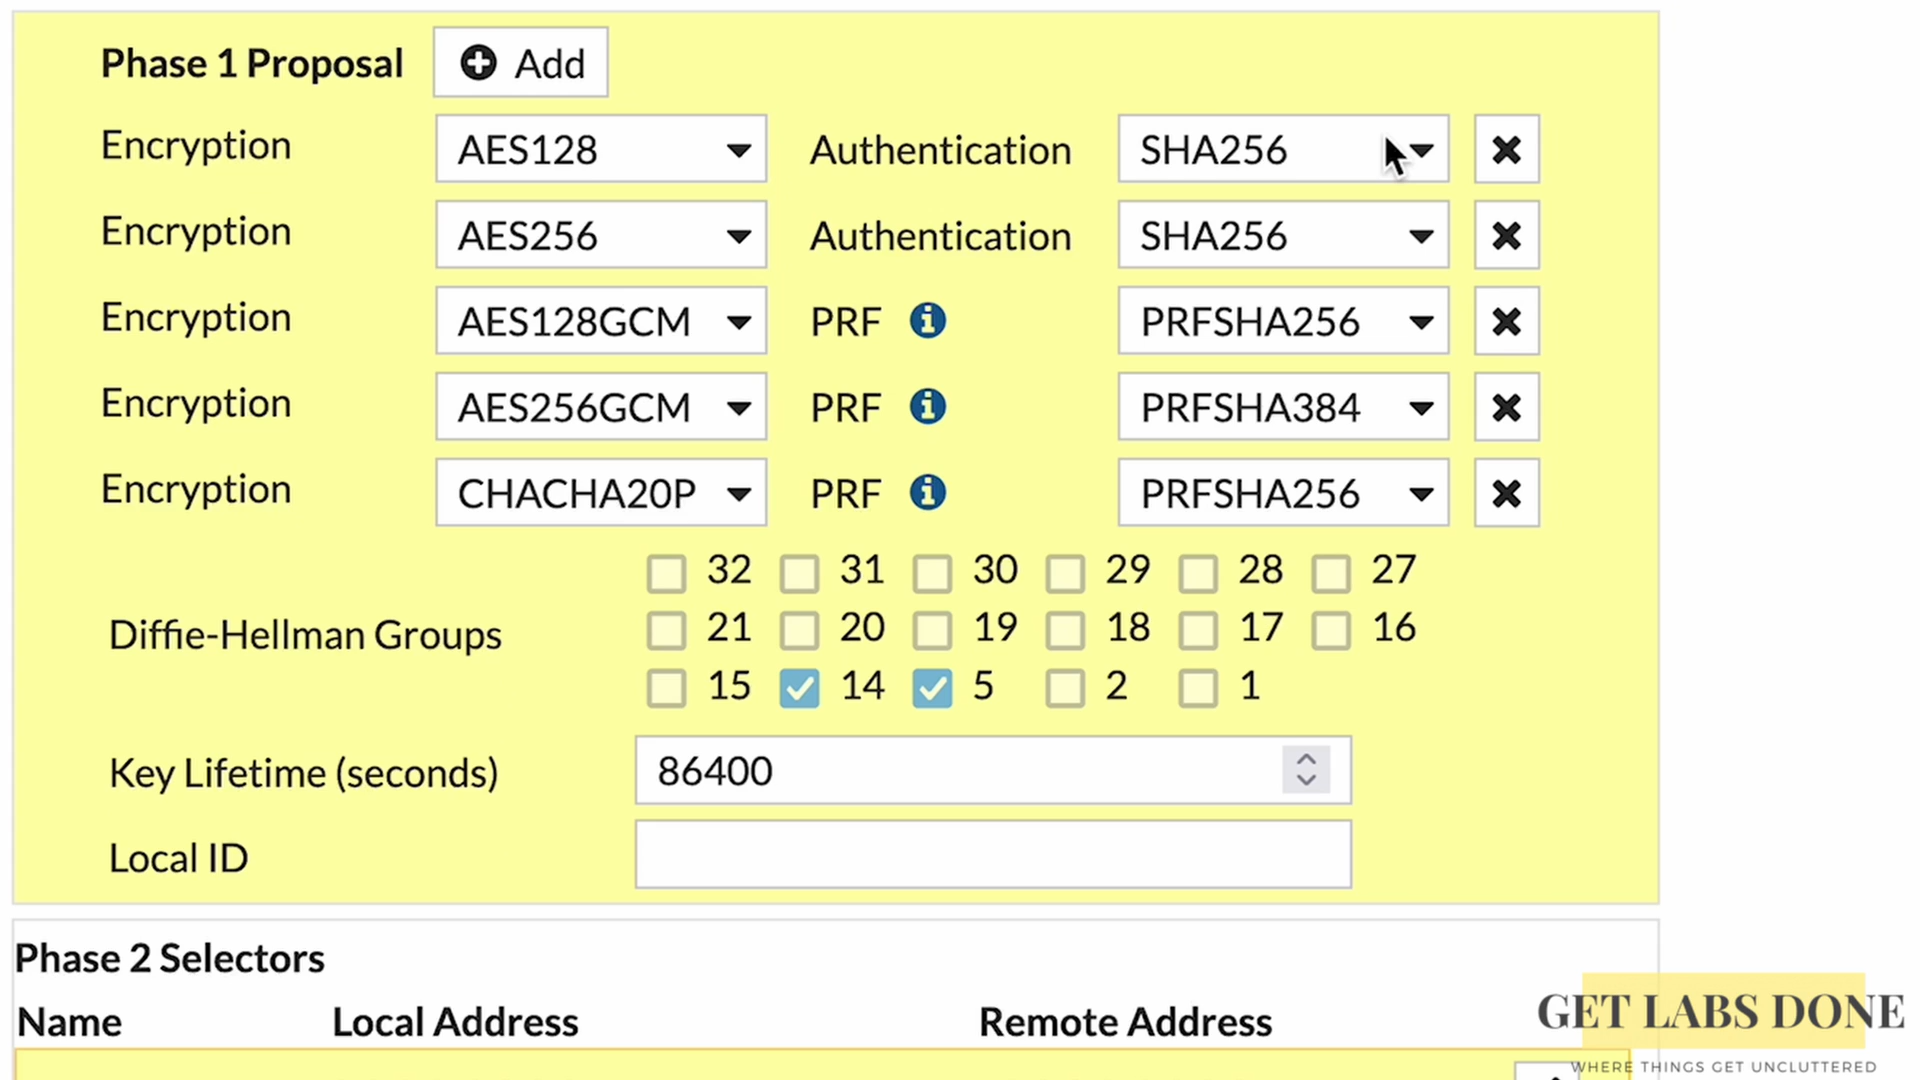 Phase 1 Proposal Add
Encryption AES128 Authentication SHA256
Encryption AES256 Authentication SHA256
Encryption AES128GCM PRF PRFSHA256
Encryption AES256GCM PRF PRFSHA384
Encryption CHACHA20P PRF PRFSHA256
32 31 30 29 28 27
Diffie-Hellman Groups 21 20 19 18 17 16
15 14 5 2 1
Key Lifetime (seconds) 86400
Local ID
Phase 2 Selectors
Name Local Address Remote Address
GET LABS DONE
WHERE THINGS GET UNCLUTTERED